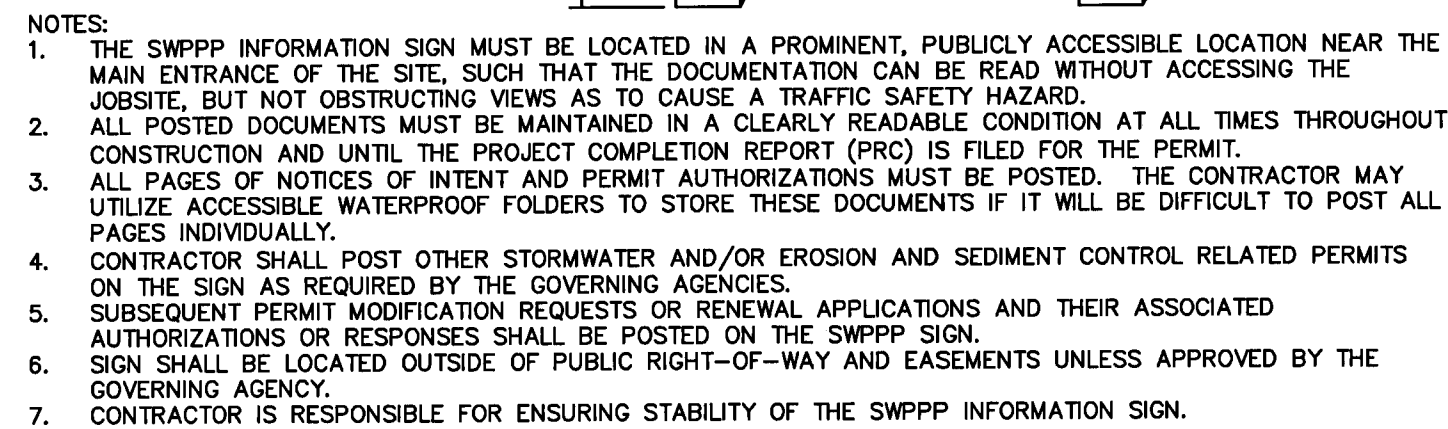 NOTES:
1. THE SWPPP INFORMATION SIGN MUST BE LOCATED IN A PROMINENT, PUBLICLY ACCESSIBLE LOCATION NEAR THE
MAIN ENTRANCE OF THE SITE, SUCH THAT THE DOCUMENTATION CAN BE READ WITHOUT ACCESSING THE
JOBSITE, BUT NOT OBSTRUCTING VIEWS AS TO CAUSE A TRAFFIC SAFETY HAZARD.
2. ALL POSTED DOCUMENTS MUST BE MAINTAINED IN A CLEARLY READABLE CONDITION AT ALL TIMES THROUGHOUT
CONSTRUCTION AND UNTIL THE PROJECT COMPLETION REPORT (PRC) IS FILED FOR THE PERMIT.
3. ALL PAGES OF NOTICES OF INTENT AND PERMIT AUTHORIZATIONS MUST BE POSTED. THE CONTRACTOR MAY
UTILIZE ACCESSIBLE WATERPROOF FOLDERS TO STORE THESE DOCUMENTS IF IT WILL BE DIFFICULT TO POST ALL
PAGES INDIVIDUALLY.
4. CONTRACTOR SHALL POST OTHER STORMWATER AND/OR EROSION AND SEDIMENT CONTROL RELATED PERMITS
ON THE SIGN AS REQUIRED BY THE GOVERNING AGENCIES.
5. SUBSEQUENT PERMIT MODIFICATION REQUESTS OR RENEWAL APPLICATIONS AND THEIR ASSOCIATED
AUTHORIZATIONS OR RESPONSES SHALL BE POSTED ON THE SWPPP SIGN.
6. SIGN SHALL BE LOCATED OUTSIDE OF PUBLIC RIGHT-OF-WAY AND EASEMENTS UNLESS APPROVED BY THE
GOVERNING AGENCY.
7. CONTRACTOR IS RESPONSIBLE FOR ENSURING STABILITY OF THE SWPPP INFORMATION SIGN.